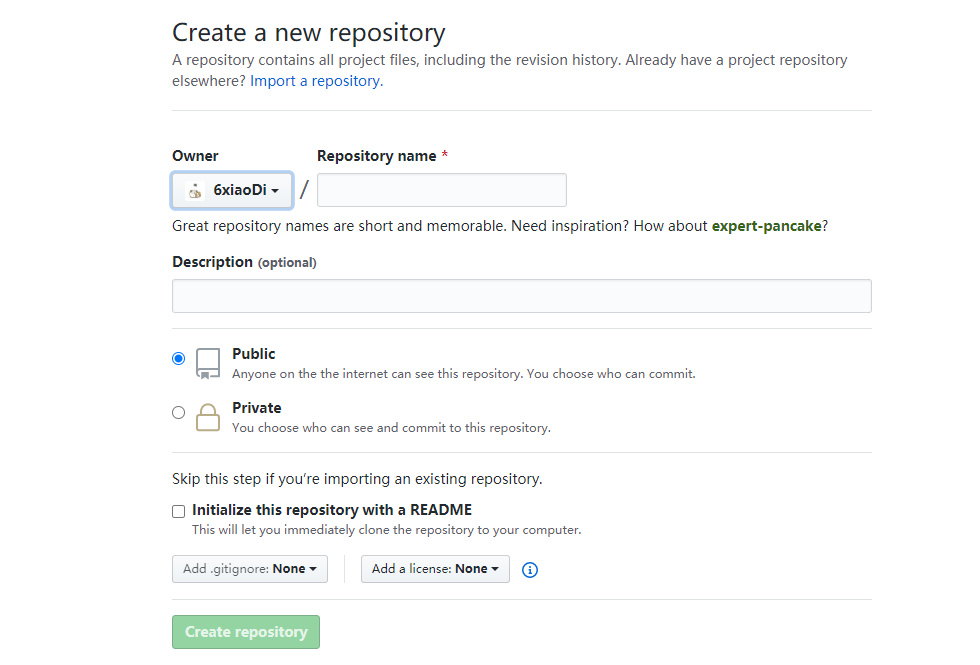 Create a new repository
A repository contains all project files, including the revision history. Already have a project repository
elsewhere? Import a repository.
Owner Repository name *
6xiaoDi /
Great repository names are short and memorable. Need inspiration? How about expert-pancake?
Description (optional)
Public
Anyone on the the internet can see this repository. You choose who can commit.
Private
You choose who can see and commit to this repository.
Skip this step if you’re importing an existing repository.
Initialize this repository with a README
This will let you immediately clone the repository to your computer.
Add .gitignore: None Add a license: None
Create repository